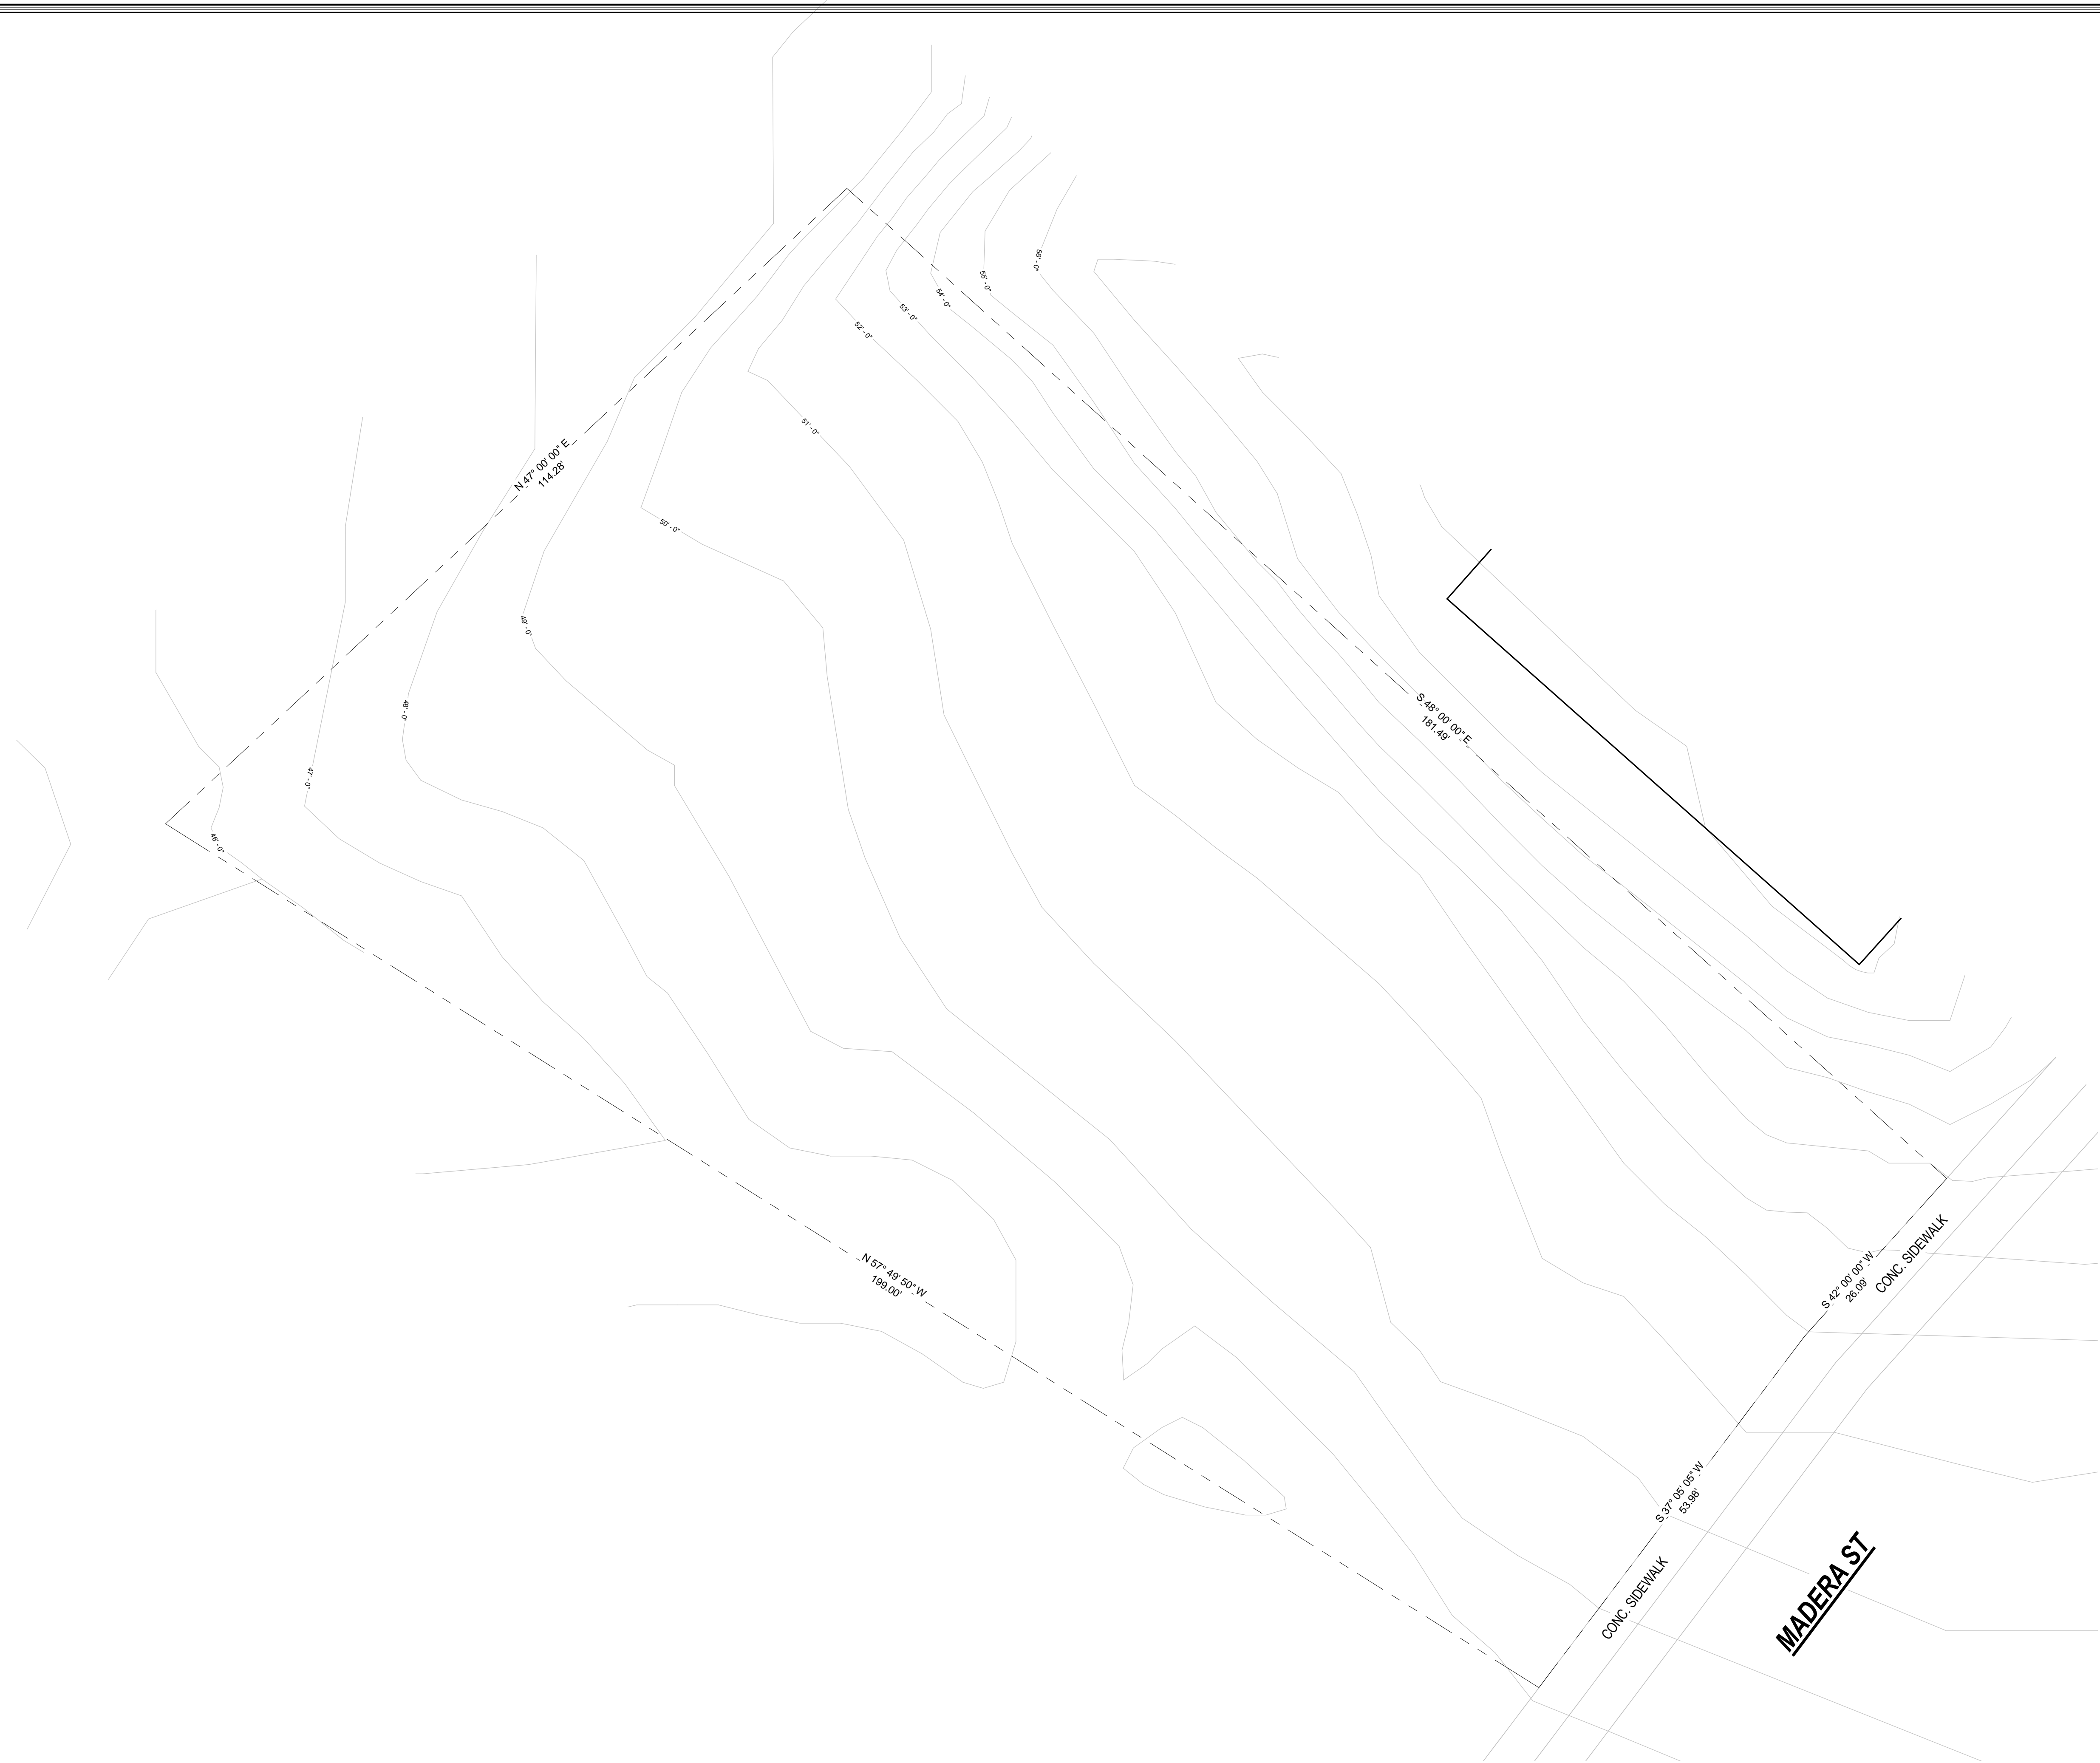 56' - 0"
55' - 0"
54' - 0"
53' - 0"
52' - 0"
51' - 0"
N 47° 00' 00" E
114.28'
50' - 0"
49' - 0"
48' - 0"
S 48° 00' 00" E
181.49'
47' - 0"
46' - 0"
N 57° 49' 50" W
199.00'
S 42° 00' 00" W
26.09'
CONC. SIDEWALK
S 37° 05' 05" W
53.98'
CONC. SIDEWALK
MADERA ST